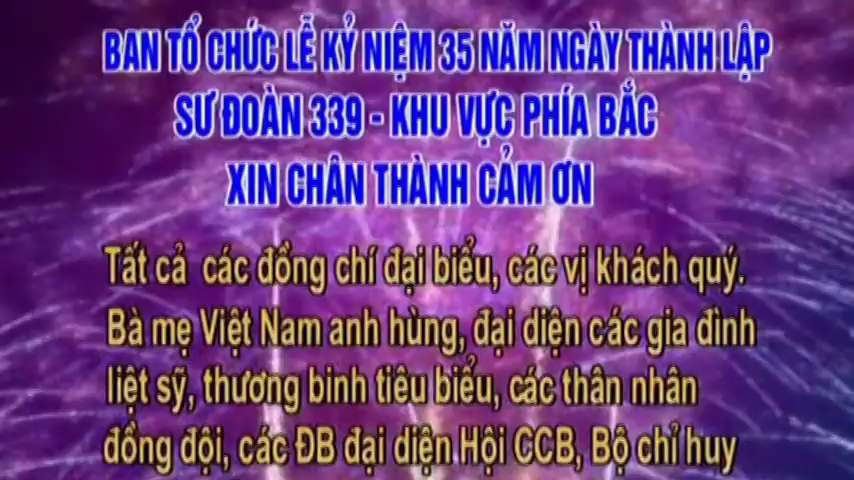 BAN TỔ CHỨC LỄ KỶ NIỆM 35 NĂM NGÀY THÀNH LẬP
SƯ ĐOÀN 339 - KHU VỰC PHÍA BẮC
XIN CHÂN THÀNH CẢM ƠN
Tất cả các đồng chí đại biểu, các vị khách quý.
Bà mẹ Việt Nam anh hùng, đại diện các gia đình
liệt sỹ, thương binh tiêu biểu, các thân nhân
đồng đội, các ĐB đại diện Hội CCB, Bộ chỉ huy